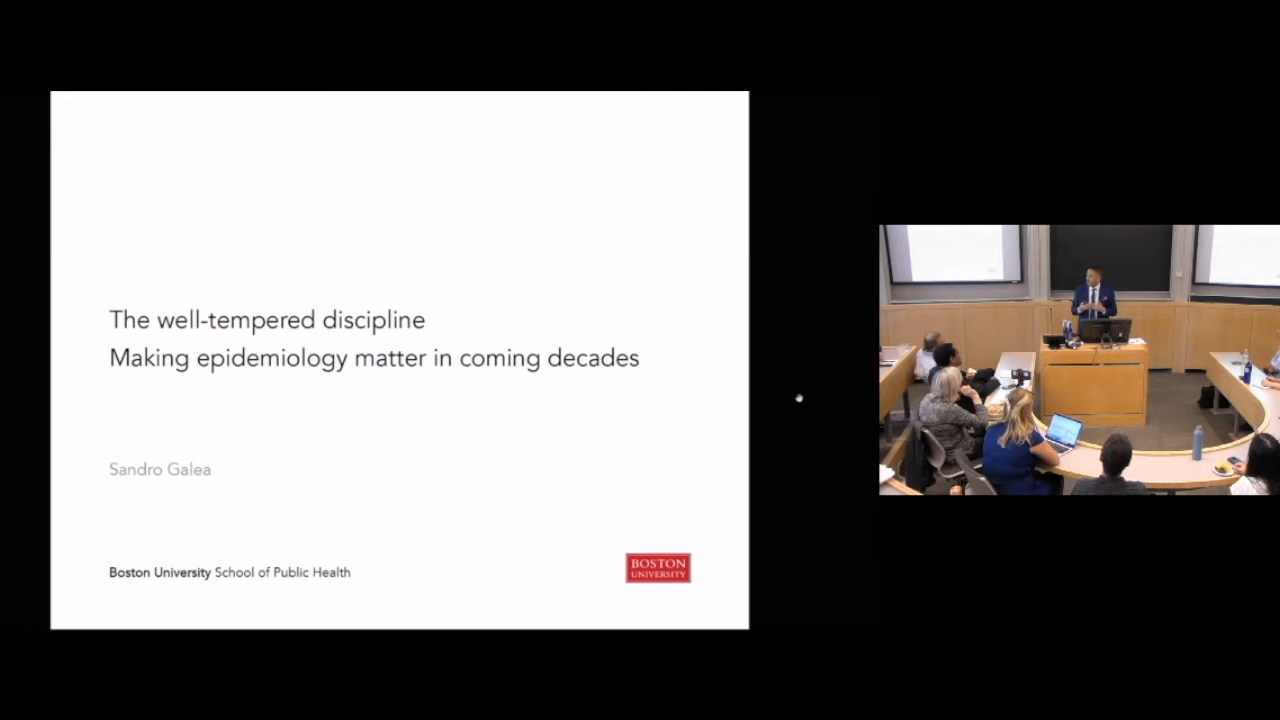 The well-tempered discipline
Making epidemiology matter in coming decades
Sandro Galea
Boston University School of Public Health
BOSTON
UNIVERSITY